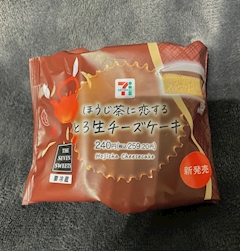 7
ELEVEN
ほうじ茶に恋する
とろ生チーズケーキ
240円(税込259.20円)
Hojicha Cheesecake
THE
SEVEN
SWEETS
要冷蔵
新発売